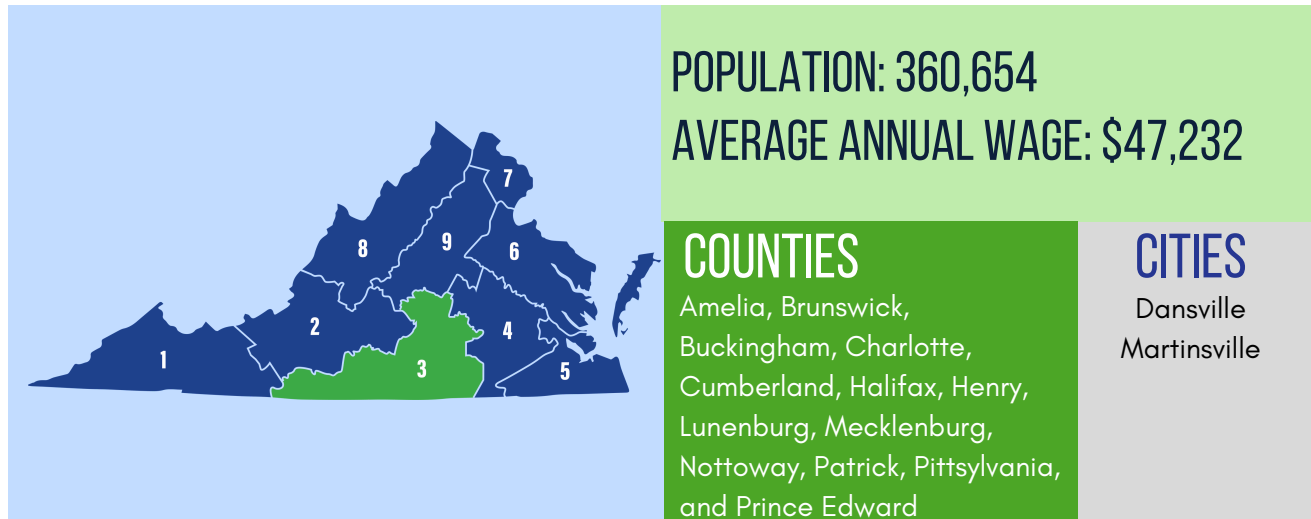 POPULATION: 360,654
AVERAGE ANNUAL WAGE: $47,232
7
8
9
6
2
4
1
3
5
COUNTIES
Amelia, Brunswick,
Buckingham, Charlotte,
Cumberland, Halifax, Henry,
Lunenburg, Mecklenburg,
Nottoway, Patrick, Pittsylvania,
and Prince Edward
CITIES
Dansville
Martinsville